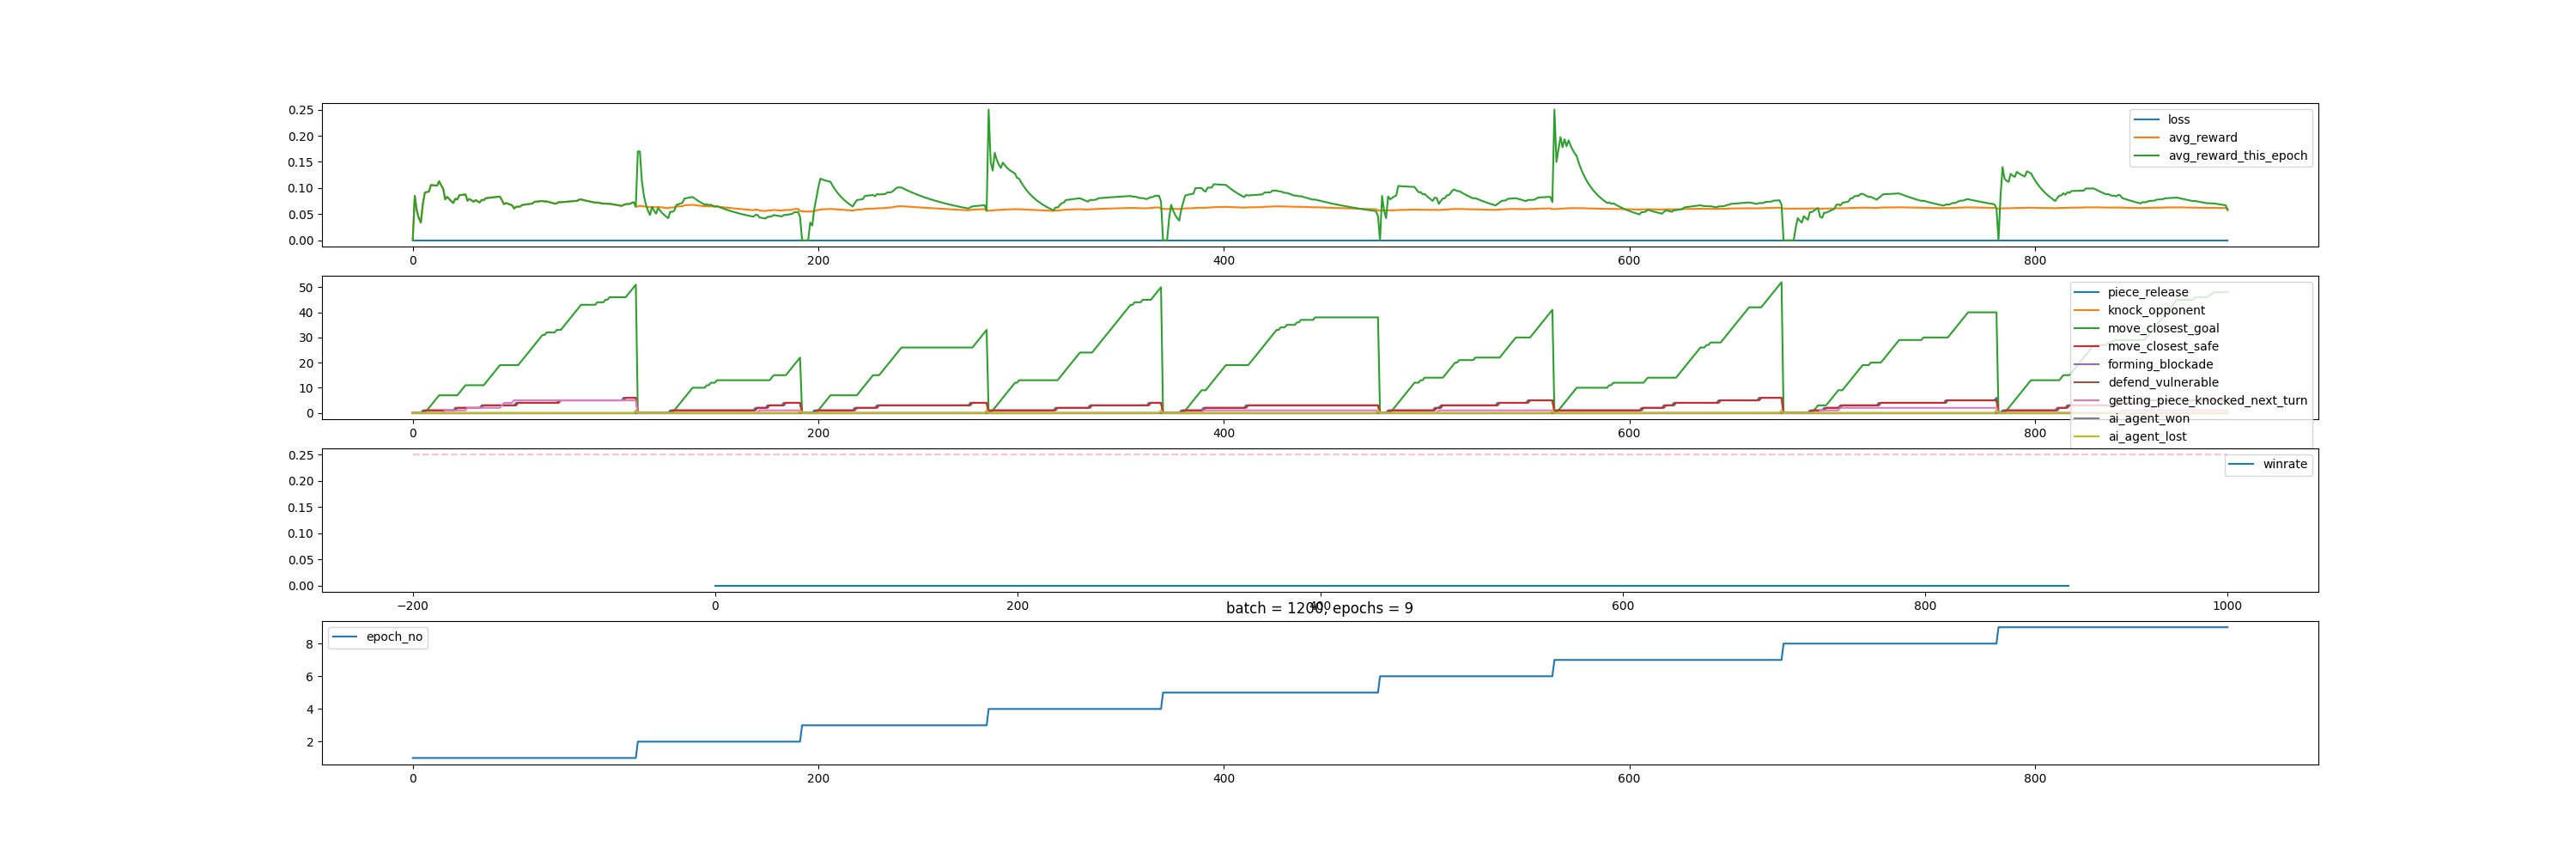 0.25
0.20
0.15
0.10
0.05
0.00
loss
avg_reward
avg_reward_this_epoch
0 200 400 600 800
50
40
30
20
10
0
piece_release
knock_opponent
move_closest_goal
move_closest_safe
forming_blockade
defend_vulnerable
getting_piece_knocked_next_turn
ai_agent_won
ai_agent_lost
0 200 400 600 800
0.25
0.20
0.15
0.10
0.05
0.00
winrate
−200 0 200 400 600 800 1000
batch = 1200, epochs = 9
epoch_no
8
6
4
2
0 200 400 600 800